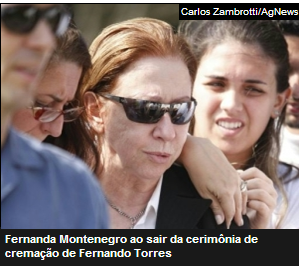 Carlos Zambrotti/AgNews
Fernanda Montenegro ao sair da cerimônia de
cremação de Fernando Torres